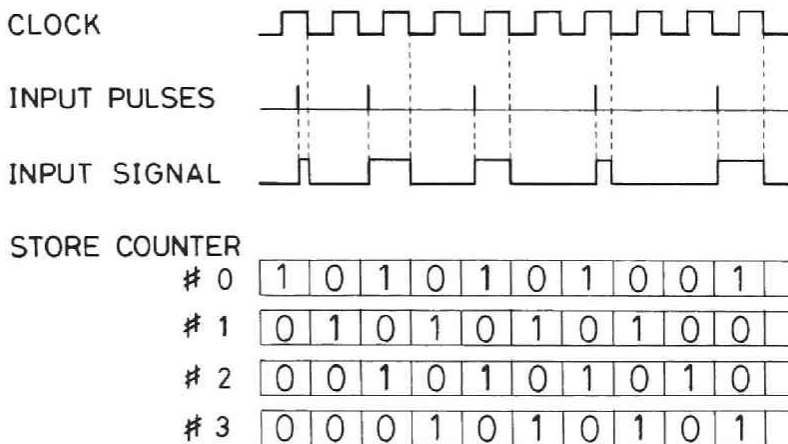 CLOCK
INPUT PULSES
INPUT SIGNAL
STORE COUNTER
# 0 1 0 1 0 1 0 1 0 0 1
# 1 0 1 0 1 0 1 0 1 0 0
# 2 0 0 1 0 1 0 1 0 1 0
# 3 0 0 0 1 0 1 0 1 0 1